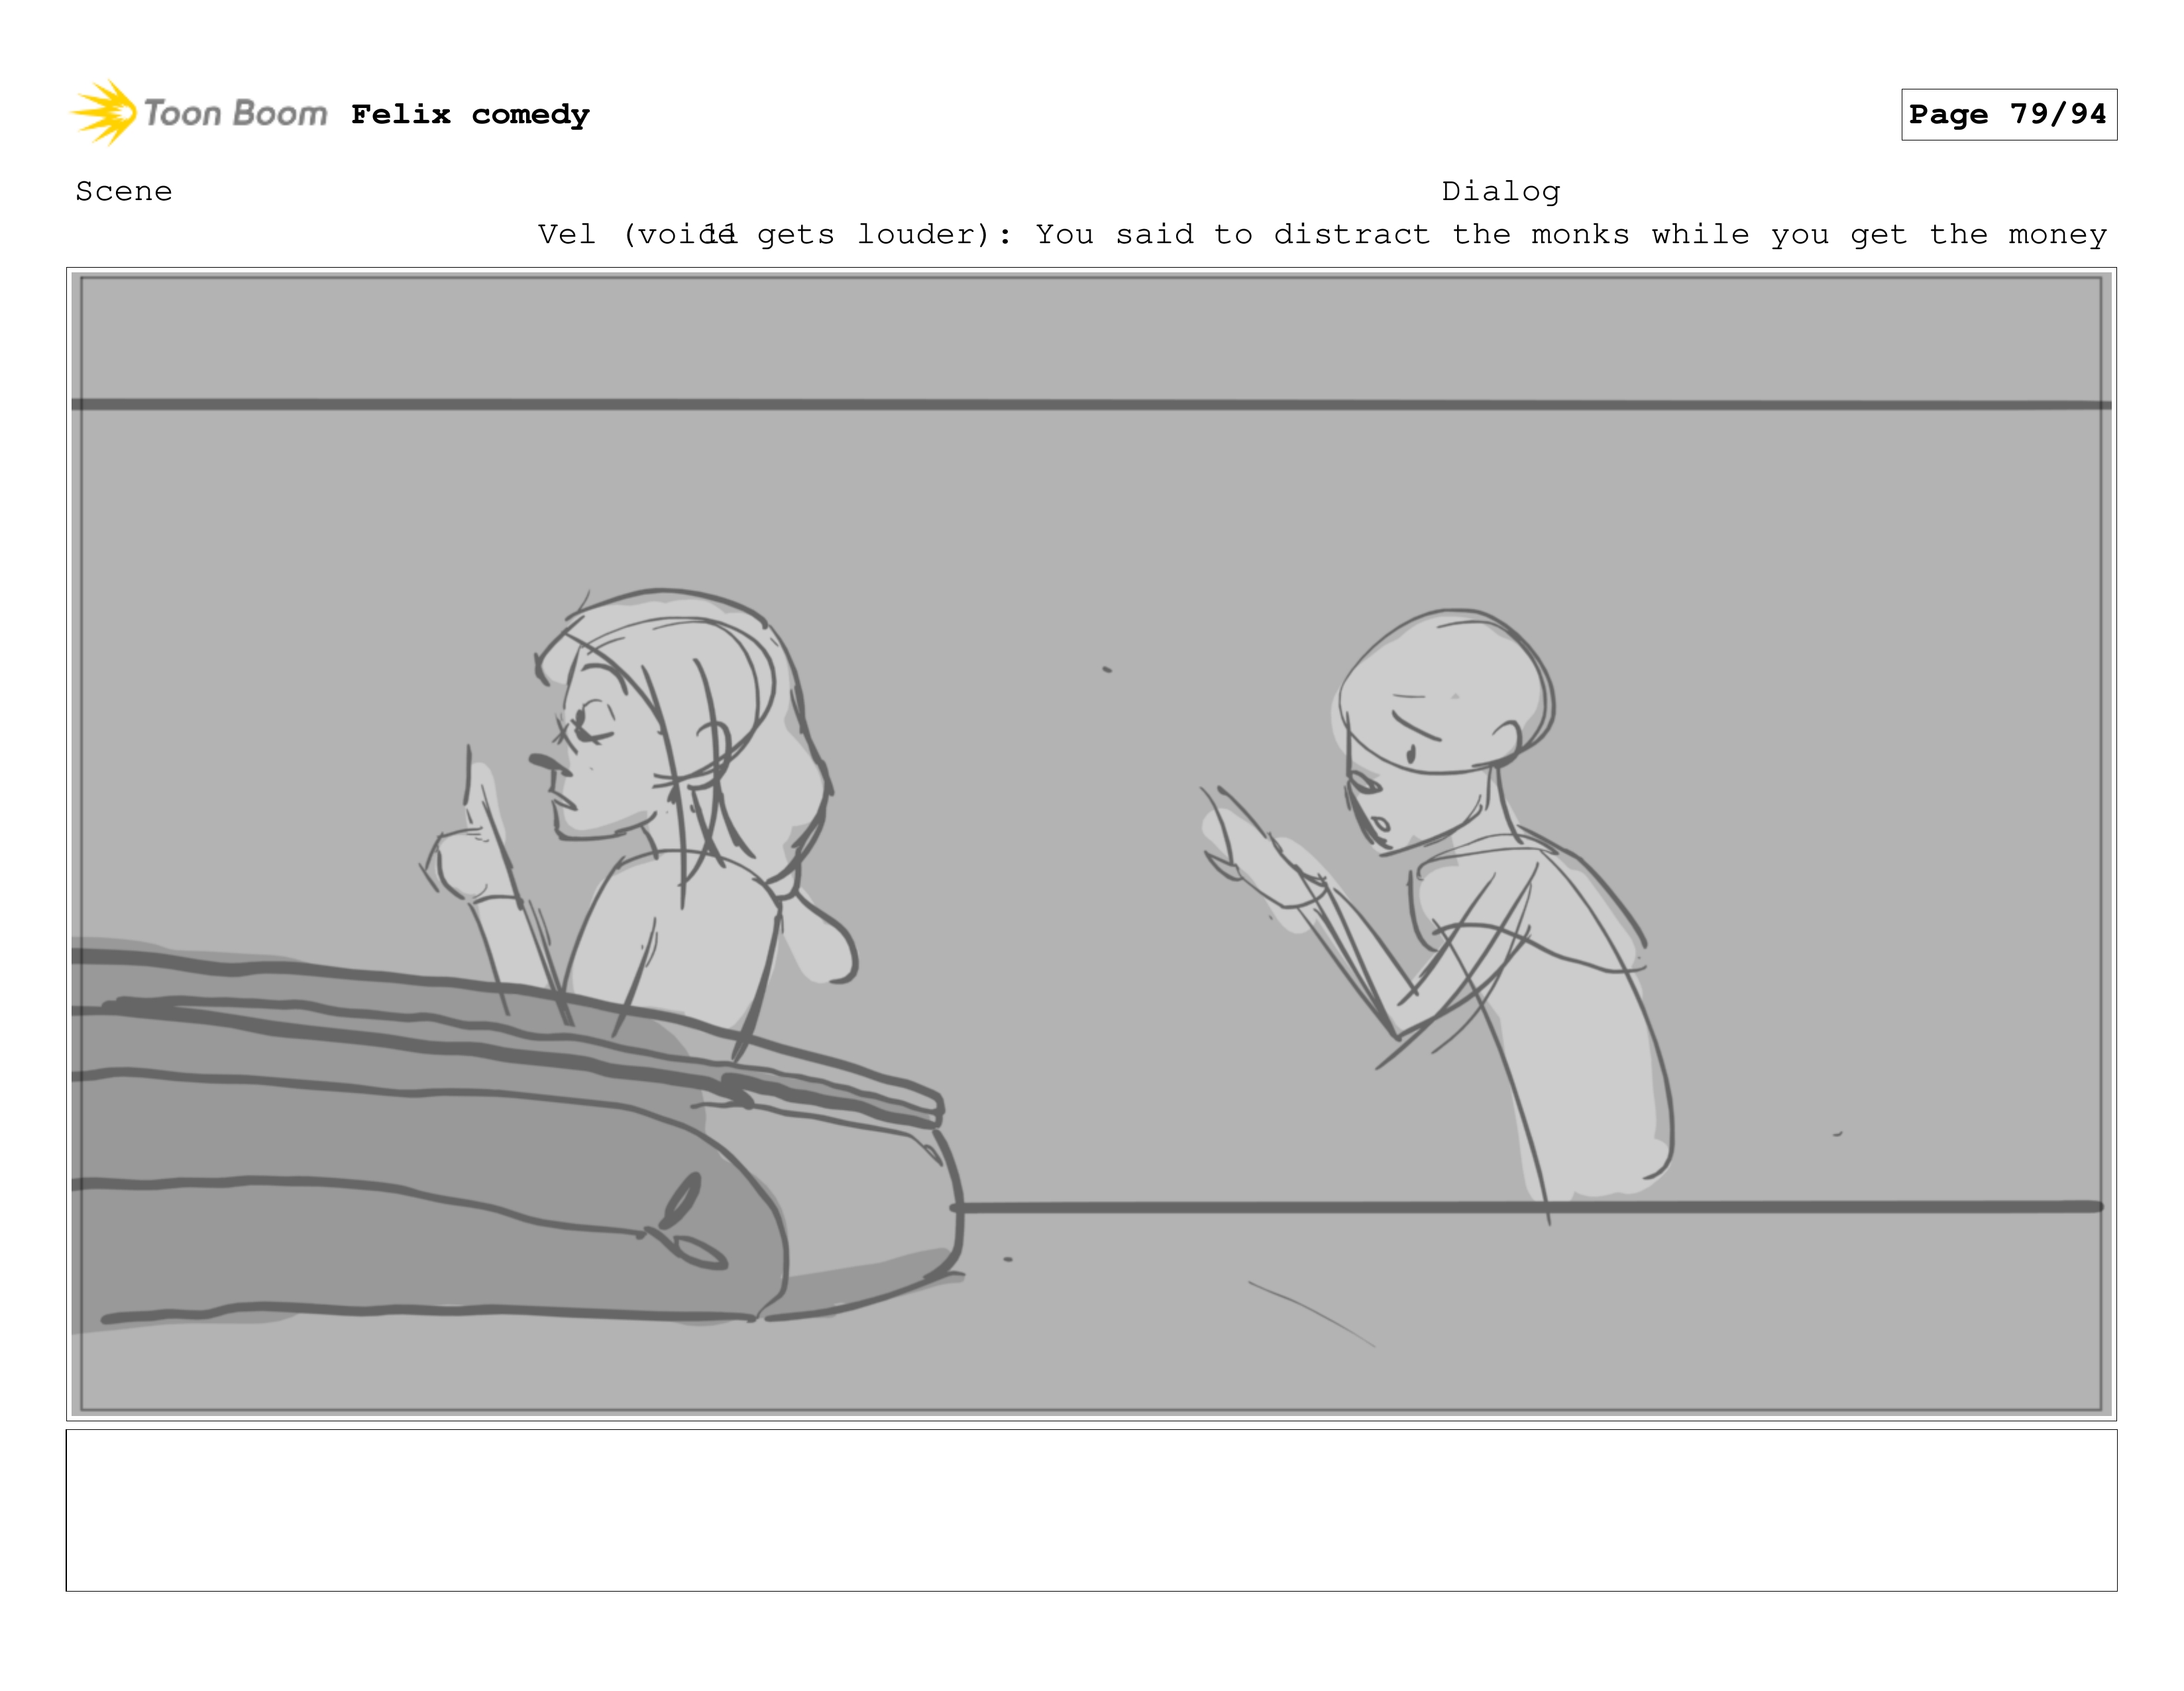 Toon Boom Felix comedy
Page 79/94
Scene Dialog
11
Vel (voide gets louder): You said to distract the monks while you get the money